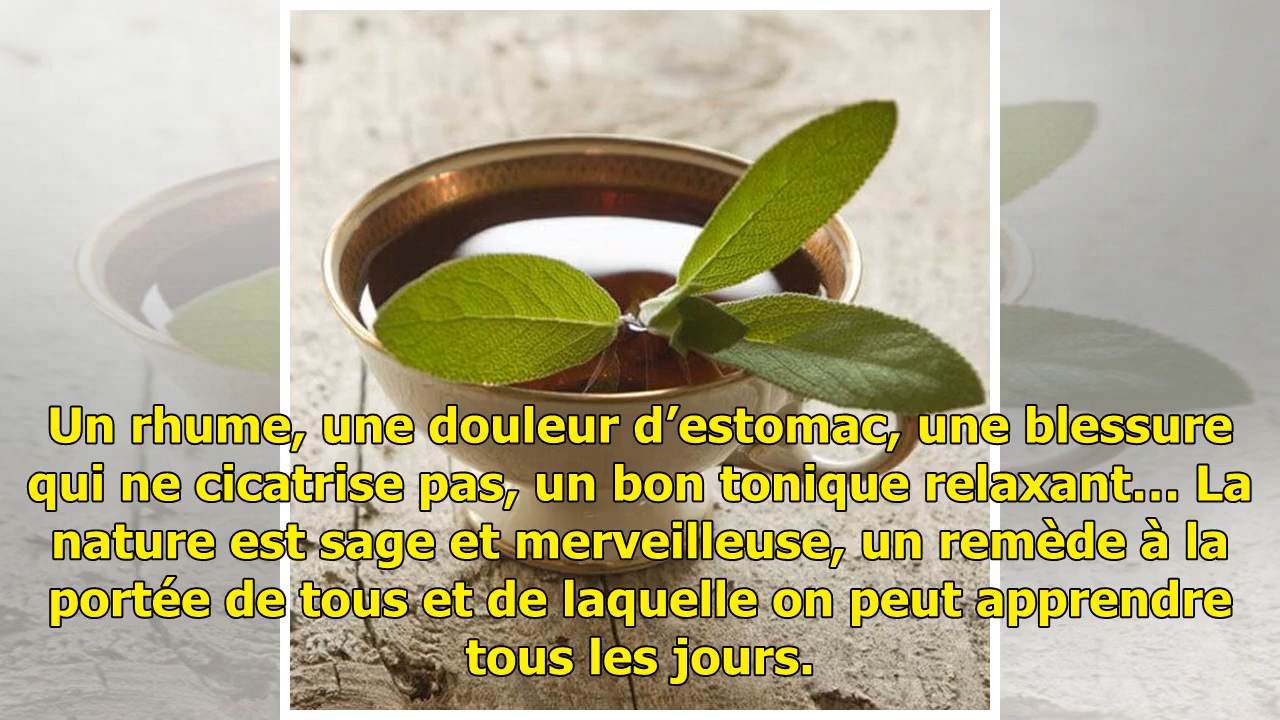 Un rhume, une douleur d’estomac, une blessure
qui ne cicatrise pas, un bon tonique relaxant... La
nature est sage et merveilleuse, un remède à la
portée de tous et de laquelle on peut apprendre
tous les jours.